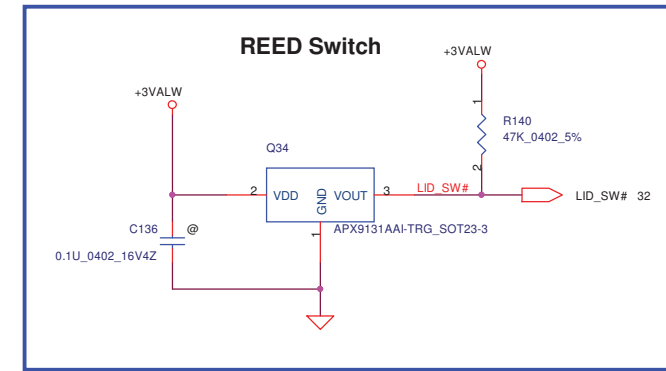 REED Switch
+3VALW
+3VALW
1
R140
47K_0402_5%
2
Q34
2
VDD
GND
VOUT
3
LID_SW#
LID_SW# 32
1
APX9131AAI-TRG_SOT23-3
C136
@
0.1U_0402_16V4Z